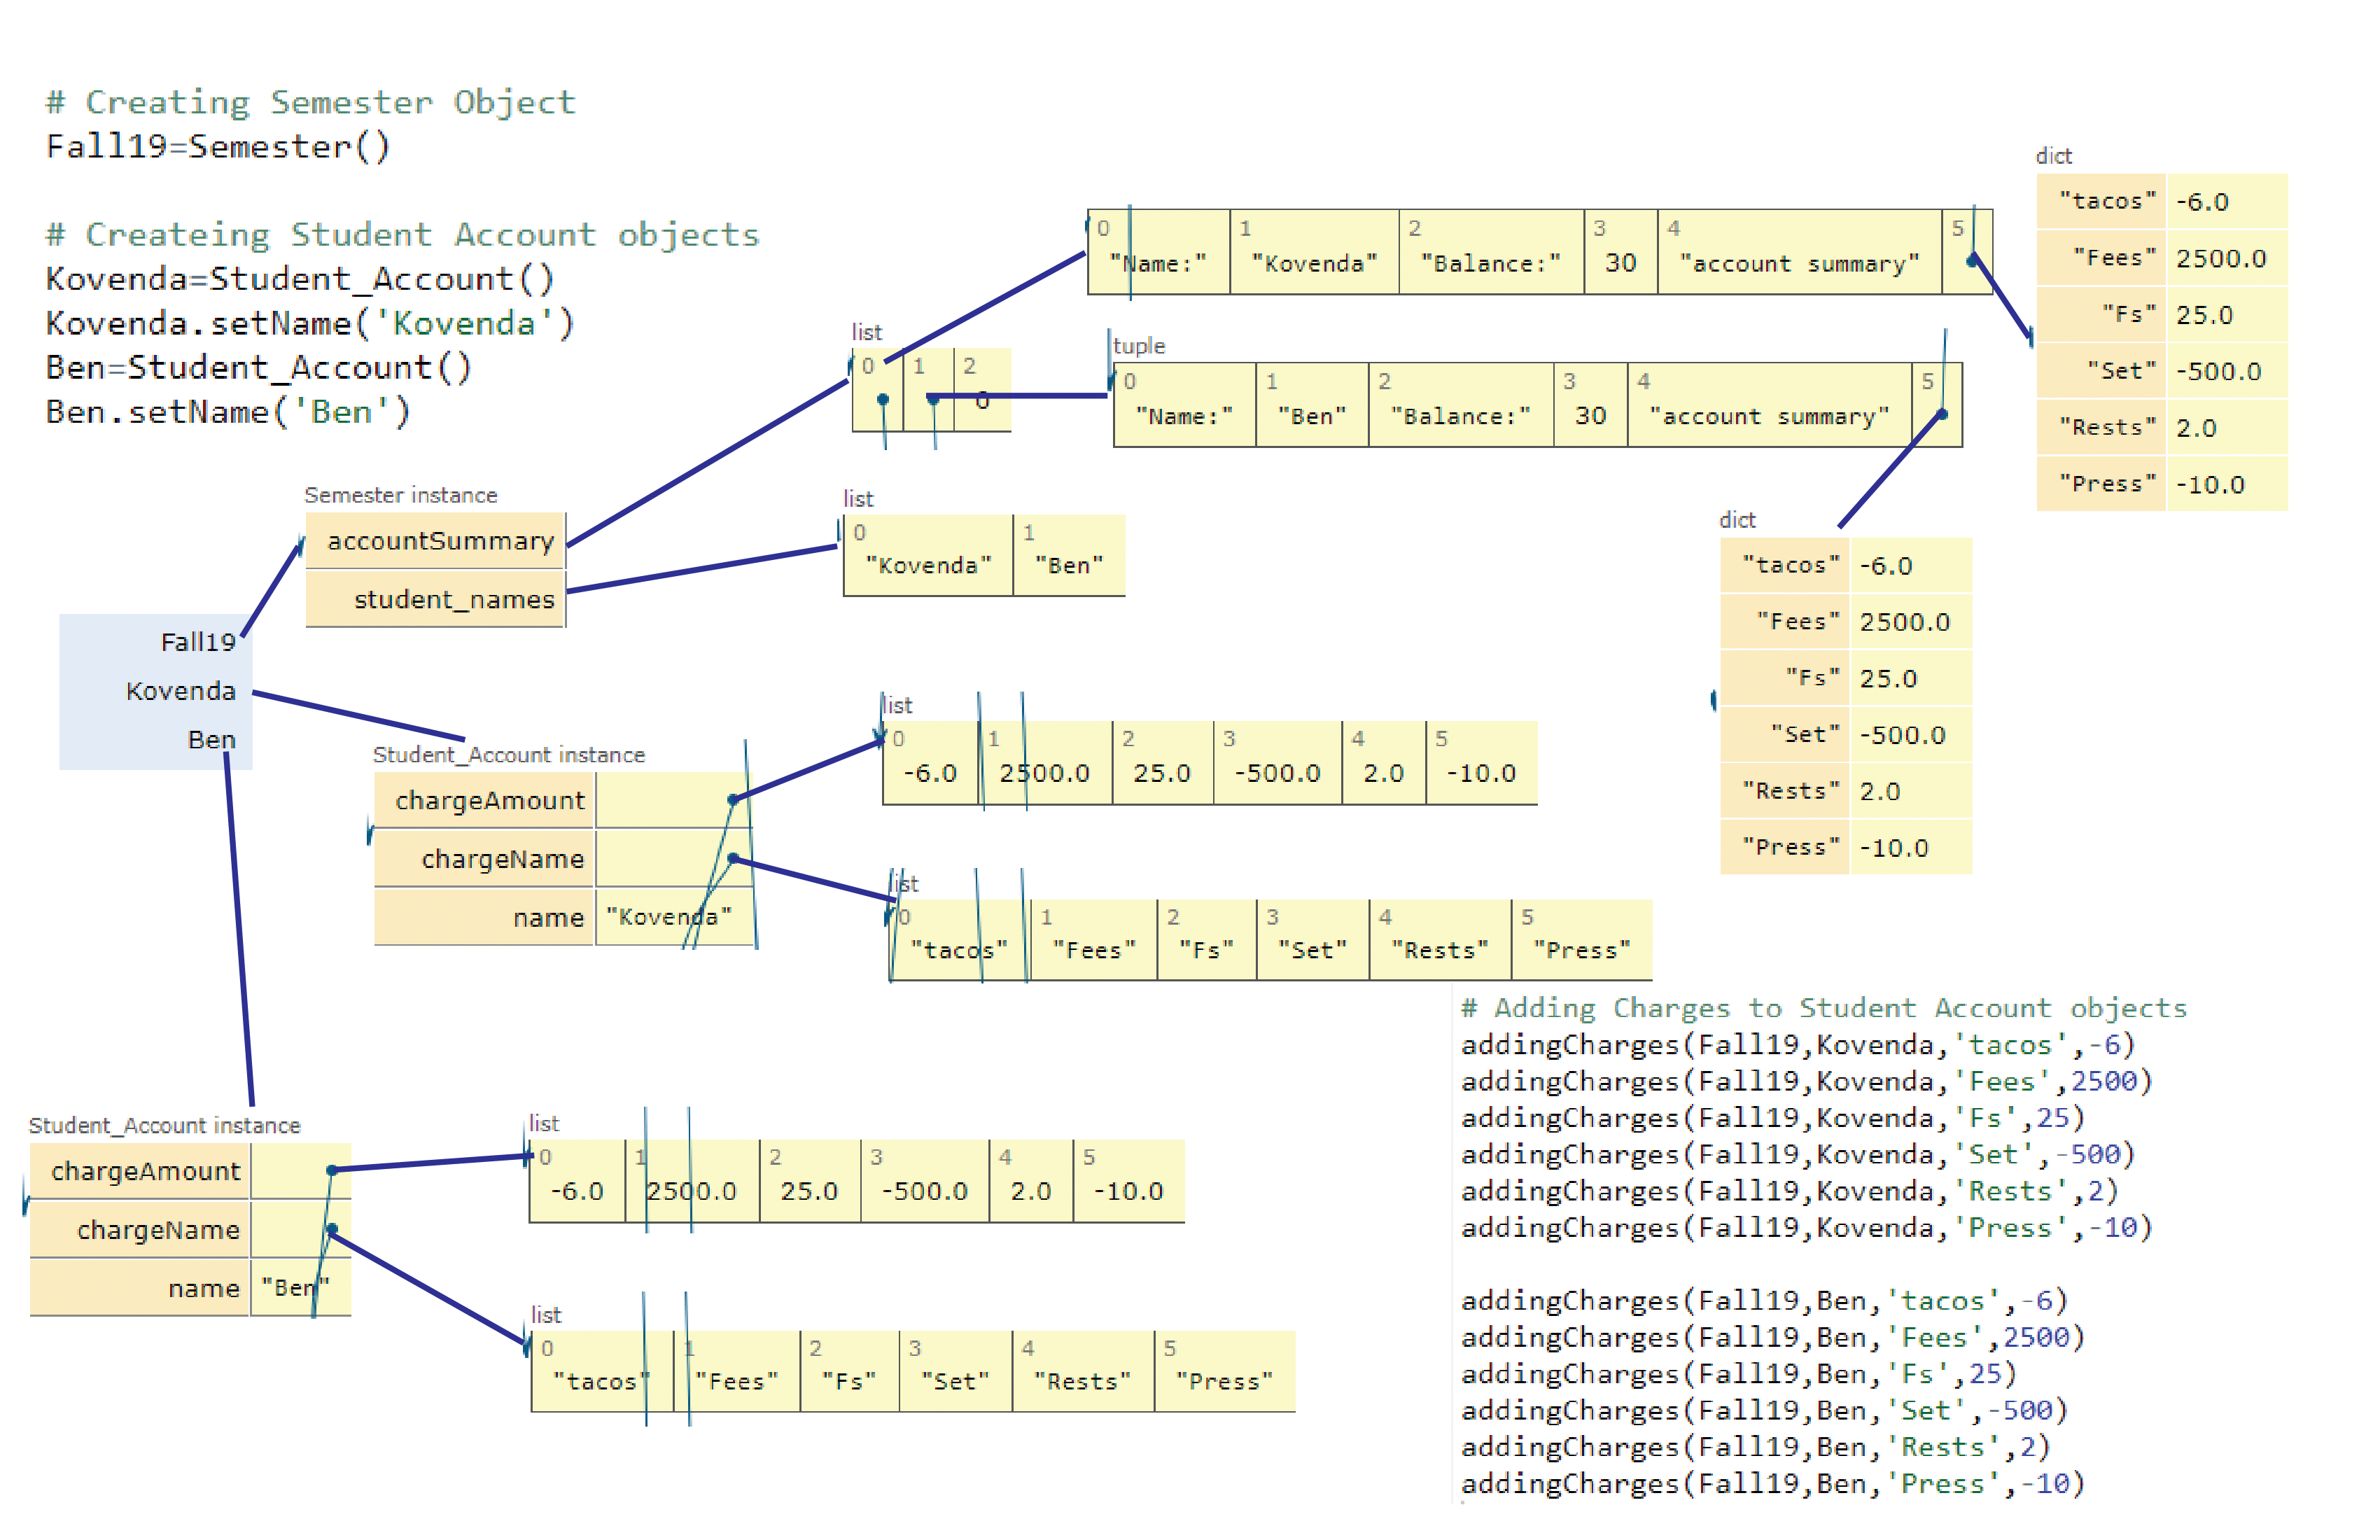 # Creating Semester Object
Fall19=Semester()
# Createing Student Account objects
Kovenda=Student_Account()
Kovenda.setName('Kovenda')
Ben=Student_Account()
Ben.setName('Ben')
0 1 2 3 4 5
"Name:" "Kovenda" "Balance:" 30 "account summary"
dict
"tacos" -6.0
"Fees" 2500.0
"Fs" 25.0
"Set" -500.0
"Rests" 2.0
"Press" -10.0
list
0 1 2
0
tuple
0 1 2 3 4 5
"Name:" "Ben" "Balance:" 30 "account summary"
Semester instance
accountSummary
student_names
list
0 1
"Kovenda" "Ben"
dict
"tacos" -6.0
"Fees" 2500.0
"Fs" 25.0
"Set" -500.0
"Rests" 2.0
"Press" -10.0
Fall19
Kovenda
Ben
Student_Account instance
chargeAmount
chargeName
name "Kovenda"
list
0 1 2 3 4 5
-6.0 2500.0 25.0 -500.0 2.0 -10.0
list
0 1 2 3 4 5
"tacos" "Fees" "Fs" "Set" "Rests" "Press"
Student_Account instance
chargeAmount
chargeName
name "Ben"
list
0 1 2 3 4 5
-6.0 2500.0 25.0 -500.0 2.0 -10.0
list
0 1 2 3 4 5
"tacos" "Fees" "Fs" "Set" "Rests" "Press"
# Adding Charges to Student Account objects
addingCharges(Fall19,Kovenda,'tacos',-6)
addingCharges(Fall19,Kovenda,'Fees',2500)
addingCharges(Fall19,Kovenda,'Fs',25)
addingCharges(Fall19,Kovenda,'Set',-500)
addingCharges(Fall19,Kovenda,'Rests',2)
addingCharges(Fall19,Kovenda,'Press',-10)
addingCharges(Fall19,Ben,'tacos',-6)
addingCharges(Fall19,Ben,'Fees',2500)
addingCharges(Fall19,Ben,'Fs',25)
addingCharges(Fall19,Ben,'Set',-500)
addingCharges(Fall19,Ben,'Rests',2)
addingCharges(Fall19,Ben,'Press',-10)